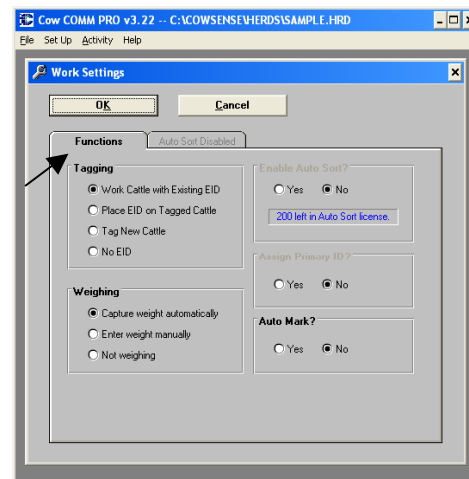 Cow COMM PRO v3.22 -- C:\COWSENSE\HERDS\SAMPLE.HRD
File Set Up Activity Help
Work Settings
OK Cancel
Functions Auto Sort Disabled
Tagging
Work Cattle with Existing EID
Place EID on Tagged Cattle
Tag New Cattle
No EID
Weighing
Capture weight automatically
Enter weight manually
Not weighing
Enable Auto Sort?
Yes No
200 left in Auto Sort license.
Assign Primary ID?
Yes No
Auto Mark?
Yes No